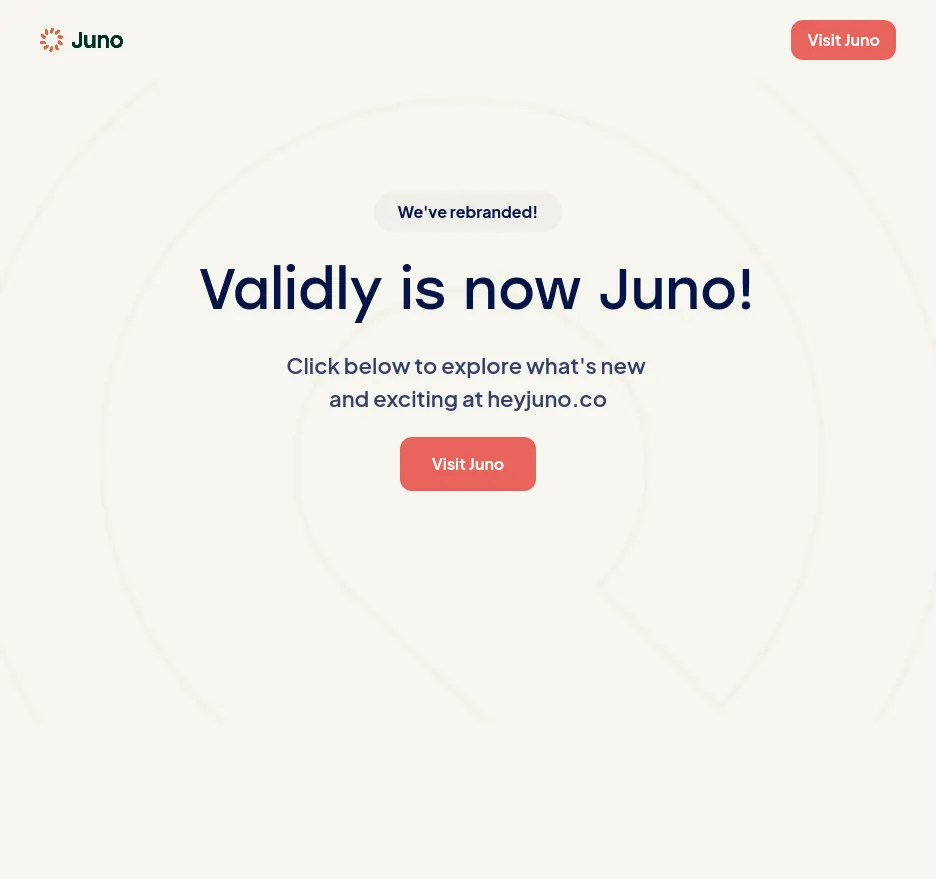 Juno
Visit Juno
We've rebranded!
Validly is now Juno!
Click below to explore what's new
and exciting at heyjuno.co
Visit Juno